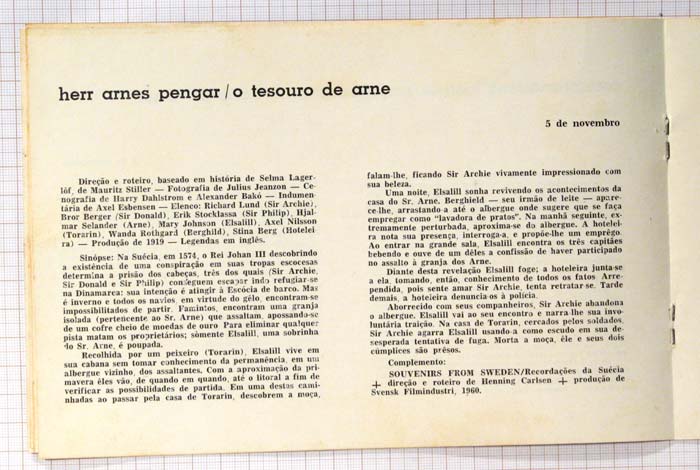 herr arnes pengar / o tesouro de arne
5 de novembro
Direção e roteiro, baseado em história de Selma Lager-
löf, de Mauritz Stiller — Fotografia de Julius Jeanzon — Ce-
nografia de Harry Dahlstrom e Alexander Bakó — Indumen-
tária de Axel Esbensen — Elenco: Richard Lund (Sir Archie),
Bror Berger (Sir Donald), Erik Stocklassa (Sir Philip), Hjal-
mar Selander (Arne), Mary Johnson (Elsalill), Axel Nilsson
(Torarin), Wanda Rothgard (Berghild), Stina Berg (Hotelei-
ra) — Produção de 1919 — Legendas em inglês.
Sinópse: Na Suécia, em 1574, o Rei Johan III descobrindo
a existência de uma conspiração em suas tropas escocesas
determina a prisão dos cabeças, três dos quais (Sir Archie,
Sir Donald e Sir Philip) conseguem escapar indo refugiar-se
na Dinamarca: sua intenção é atingir à Escócia de barco. Mas
é inverno e todos os navios, em virtude do gêlo, encontram-se
impossibilitados de partir. Famintos, encontram uma granja
isolada (pertencente ao Sr. Arne) que assaltam, apossando-se
de um cofre cheio de moedas de ouro Para eliminar qualquer
pista matam os proprietários; sòmente Elsalill, uma sobrinha
do Sr. Arne, é poupada.
Recolhida por um peixeiro (Torarin), Elsalill vive em
sua cabana sem tomar conhecimento da permanência, em um
albergue vizinho, dos assaltantes. Com a aproximação da pri-
mavera êles vão, de quando em quando, até o litoral a fim de
verificar as possibilidades de partida. Em uma destas cami-
nhadas ao passar pela casa de Torarin, descobrem a moça,
falam-lhe, ficando Sir Archie vivamente impressionado com
sua beleza.
Uma noite, Elsalill sonha revivendo os acontecimentos da
casa do Sr. Arne. Berghield — seu irmão de leite — apare-
ce-lhe, arrastando-a até o albergue onde sugere que se faça
empregar como "lavadora de pratos". Na manhã seguinte, ex-
tremamente perturbada, aproxima-se do albergue. A hotelei-
ra nota sua presença, interroga-a, e propõe-lhe um emprêgo.
Ao entrar na grande sala, Elsalill encontra os três capitães
bebendo e ouve de um dêles a confissão de haver participado
no assalto à granja dos Arne.
Diante desta revelação Elsalill foge; a hoteleira junta-se
a ela, tomando, então, conhecimento de todos os fatos Arre-
pendida, pois sente amar Sir Archie, tenta retratar-se. Tarde
demais, a hoteleira denuncia-os à polícia.
Aborrecido com seus companheiros, Sir Archie abandona
o albergue. Elsalill vai ao seu encontro e narra-lhe sua invo-
luntária traição. Na casa de Torarin, cercados pelos soldados,
Sir Archie agarra Elsalill usando-a como escudo em sua de-
sesperada tentativa de fuga. Morta a moça, êle e seus dois
cúmplices são prêsos.
Complemento:
SOUVENIRS FROM SWEDEN/Recordações da Suécia
+ direção e roteiro de Henning Carlsen + produção de
Svensk Filmindustri, 1960.